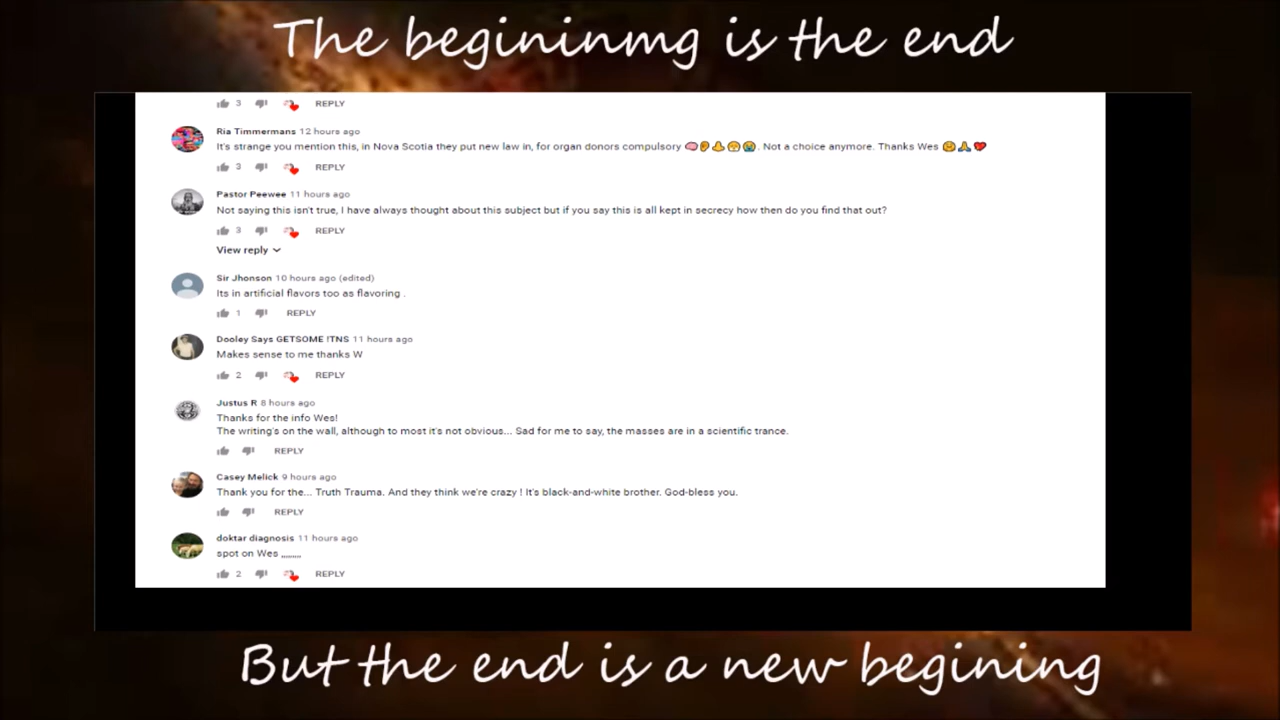 The begininmg is the end
3 REPLY
Ria Timmermans 12 hours ago
It's strange you mention this, in Nova Scotia they put new law in, for organ donors compulsory 🧠👂👃😤😭. Not a choice anymore. Thanks Wes 🤗🙏❤️
3 REPLY
Pastor Peewee 11 hours ago
Not saying this isn't true, I have always thought about this subject but if you say this is all kept in secrecy how then do you find that out?
3 REPLY
View reply
Sir Jhonson 10 hours ago (edited)
Its in artificial flavors too as flavoring .
1 REPLY
Dooley Says GETSOME !TNS 11 hours ago
Makes sense to me thanks W
2 REPLY
Justus R 8 hours ago
Thanks for the info Wes!
The writing's on the wall, although to most it's not obvious... Sad for me to say, the masses are in a scientific trance.
REPLY
Casey Melick 9 hours ago
Thank you for the... Truth Trauma. And they think we're crazy ! It's black-and-white brother. God-bless you.
REPLY
doktar diagnosis 11 hours ago
spot on Wes ,,,,,,,,,
2 REPLY
But the end is a new begining